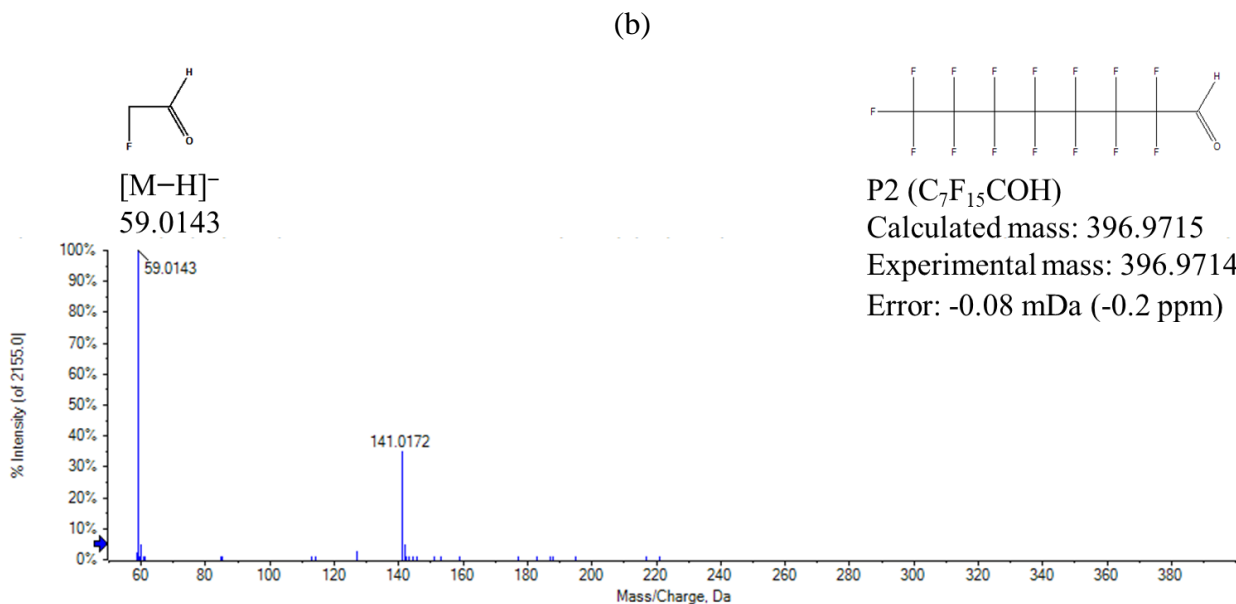 (b)
H
F
O
[M−H]⁻
59.0143
F F F F F F F H
F
F F F F F F F O
P2 (C₇F₁₅COH)
Calculated mass: 396.9715
Experimental mass: 396.9714
Error: -0.08 mDa (-0.2 ppm)
% Intensity (of 2155.0)
100%
90%
80%
70%
60%
50%
40%
30%
20%
10%
0%
59.0143
141.0172
60 80 100 120 140 160 180 200 220 240 260 280 300 320 340 360 380
Mass/Charge, Da